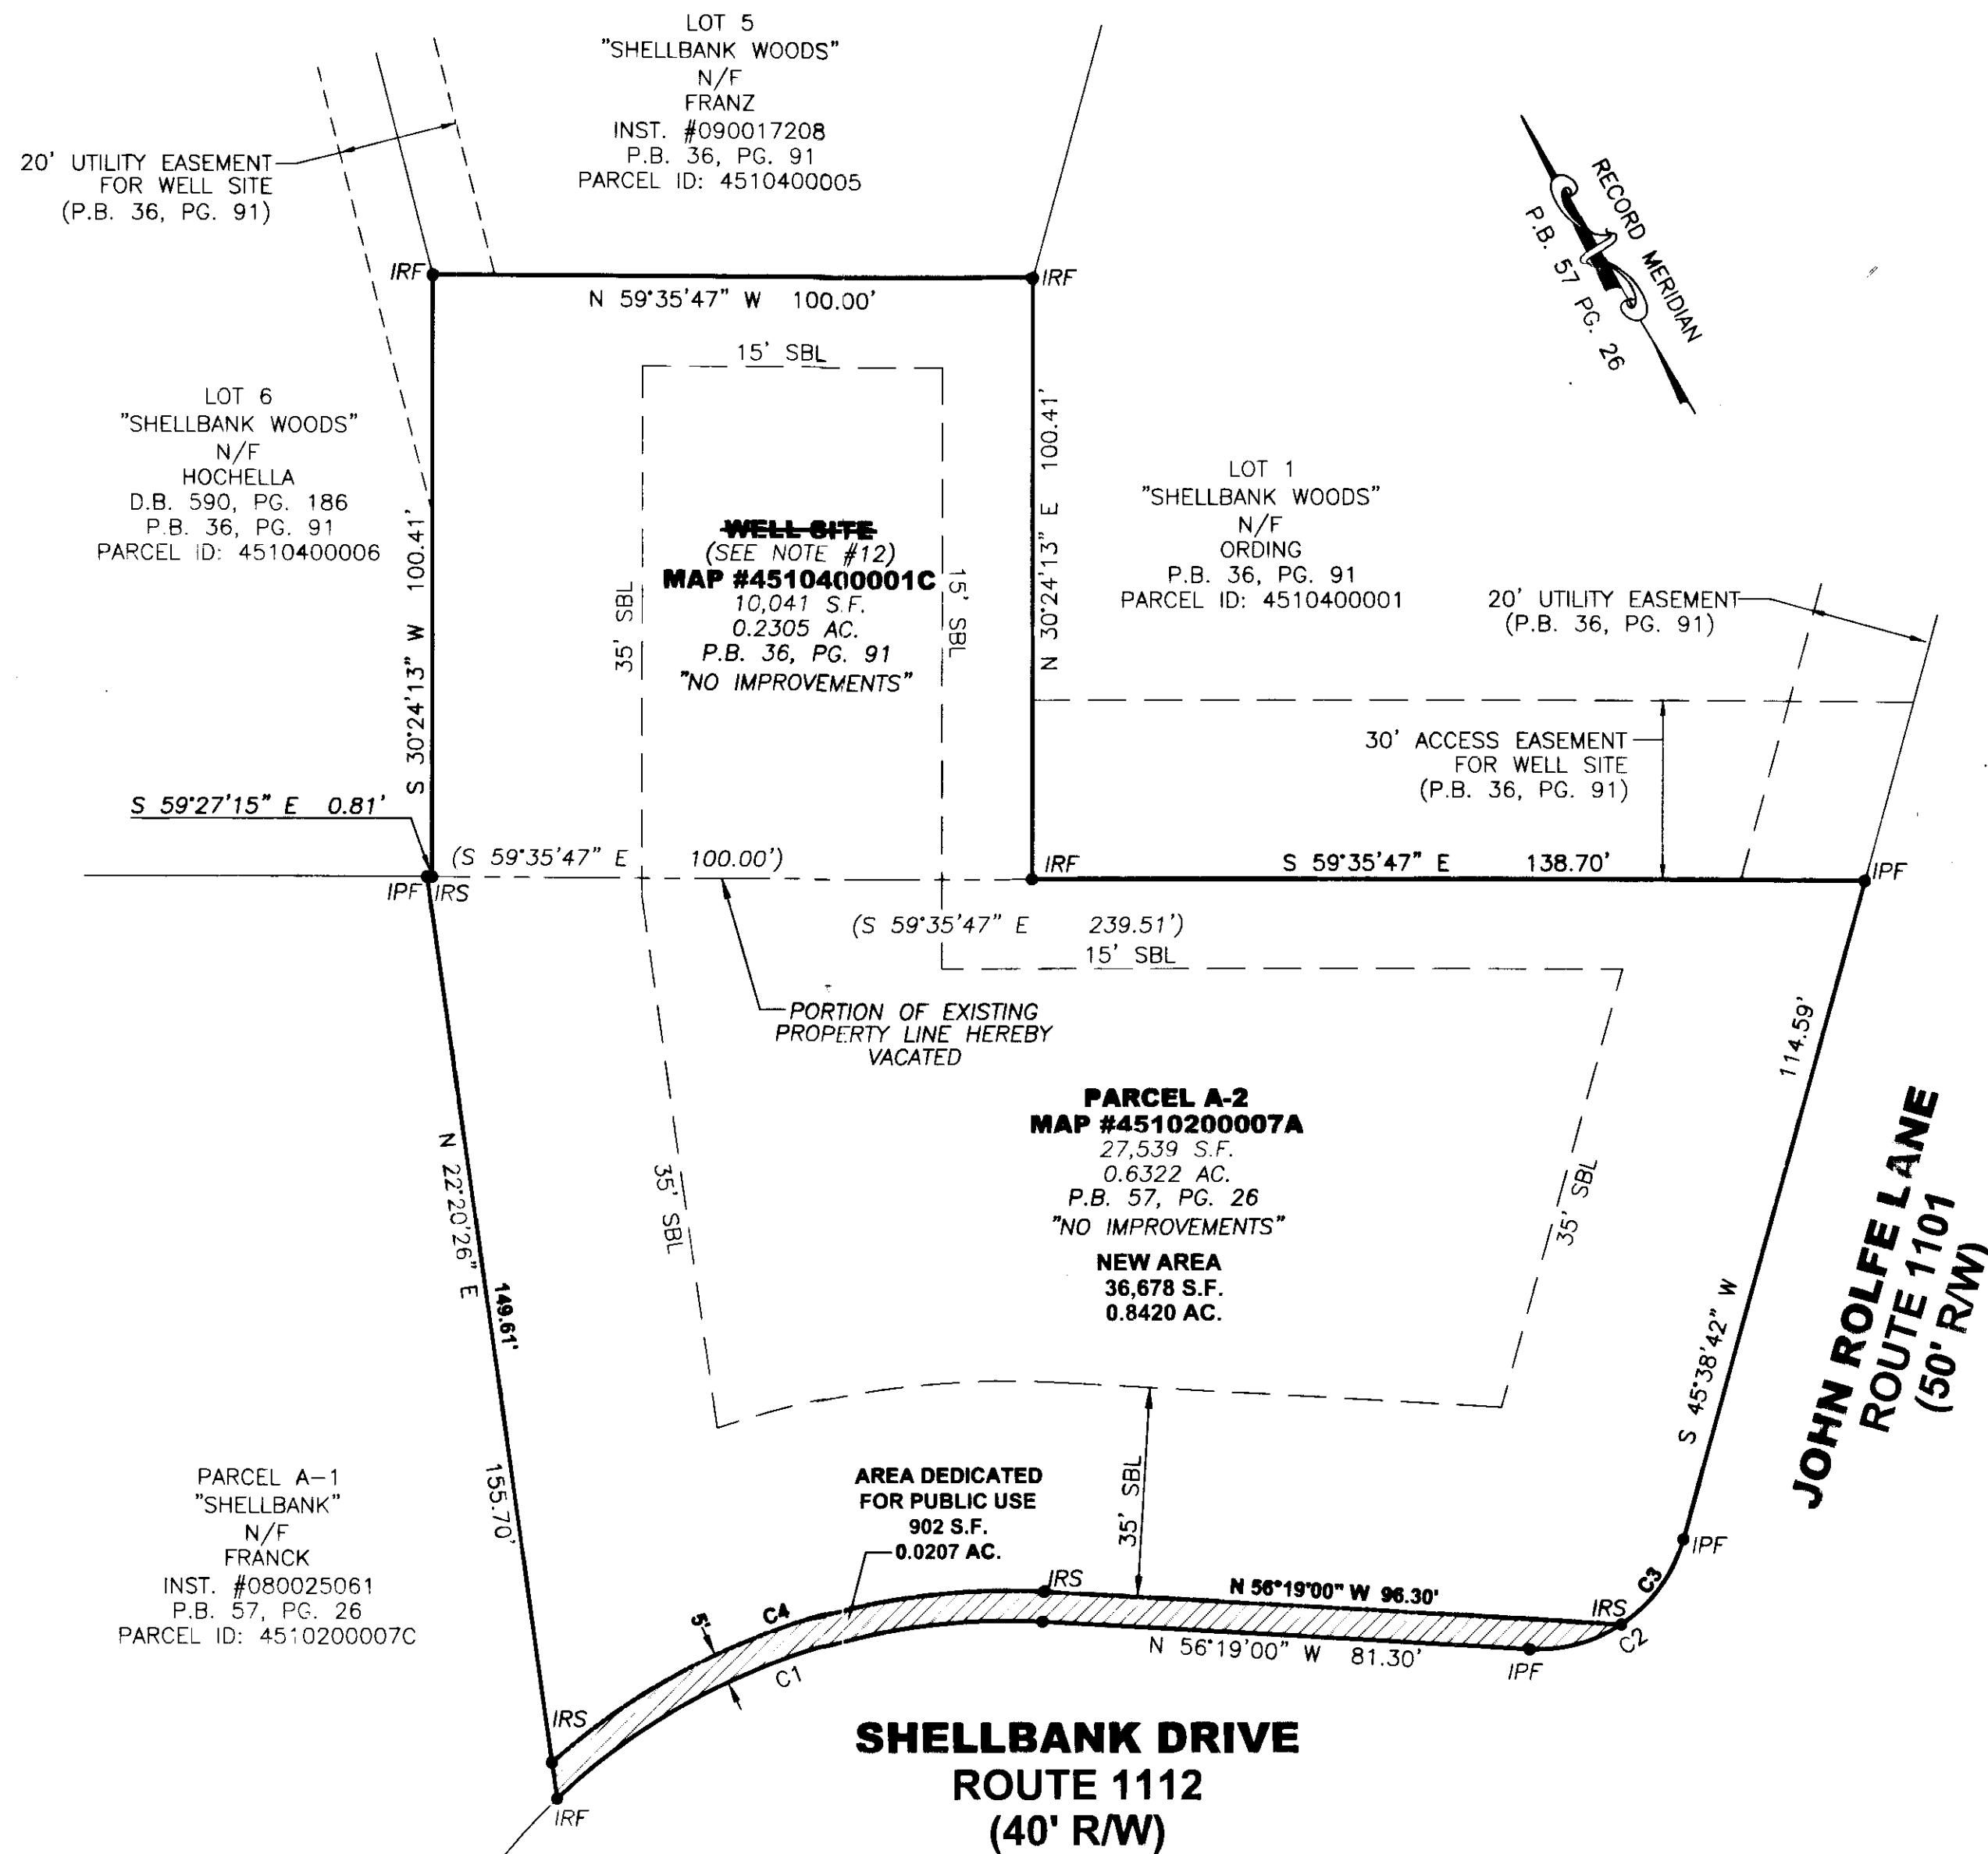 LOT 5
"SHELLBANK WOODS"
N/F
FRANZ
INST. #090017208
P.B. 36, PG. 91
PARCEL ID: 4510400005
20' UTILITY EASEMENT
FOR WELL SITE
(P.B. 36, PG. 91)
RECORD MERIDIAN
P.B. 57 PG. 26
IRF
IRF
N 59°35'47" W 100.00'
15' SBL
LOT 6
"SHELLBANK WOODS"
N/F
HOCHELLA
D.B. 590, PG. 186
P.B. 36, PG. 91
PARCEL ID: 4510400006
S 30°24'13" W 100.41'
35' SBL
WELL SITE
(SEE NOTE #12)
MAP #4510400001C
10,041 S.F.
0.2305 AC.
P.B. 36, PG. 91
"NO IMPROVEMENTS"
15' SBL
N 30°24'13" E 100.41'
LOT 1
"SHELLBANK WOODS"
N/F
ORDING
P.B. 36, PG. 91
PARCEL ID: 4510400001
20' UTILITY EASEMENT
(P.B. 36, PG. 91)
30' ACCESS EASEMENT
FOR WELL SITE
(P.B. 36, PG. 91)
S 59°27'15" E 0.81'
(S 59°35'47" E 100.00')
IPF
IRS
IRF
S 59°35'47" E 138.70'
IPF
(S 59°35'47" E 239.51')
15' SBL
PORTION OF EXISTING
PROPERTY LINE HEREBY
VACATED
114.59'
S 45°38'42" W
N 22°20'26" E
149.61'
155.70'
35' SBL
PARCEL A-2
MAP #4510200007A
27,539 S.F.
0.6322 AC.
P.B. 57, PG. 26
"NO IMPROVEMENTS"
NEW AREA
36,678 S.F.
0.8420 AC.
35' SBL
JOHN ROLFE LANE
ROUTE 1101
(50' R/W)
PARCEL A-1
"SHELLBANK"
N/F
FRANCK
INST. #080025061
P.B. 57, PG. 26
PARCEL ID: 4510200007C
AREA DEDICATED
FOR PUBLIC USE
902 S.F.
0.0207 AC.
35' SBL
IPF
C3
IRS
N 56°19'00" W 96.30'
IRS
C2
C4
5'
C1
N 56°19'00" W 81.30'
IPF
IRS
IRF
SHELLBANK DRIVE
ROUTE 1112
(40' R/W)